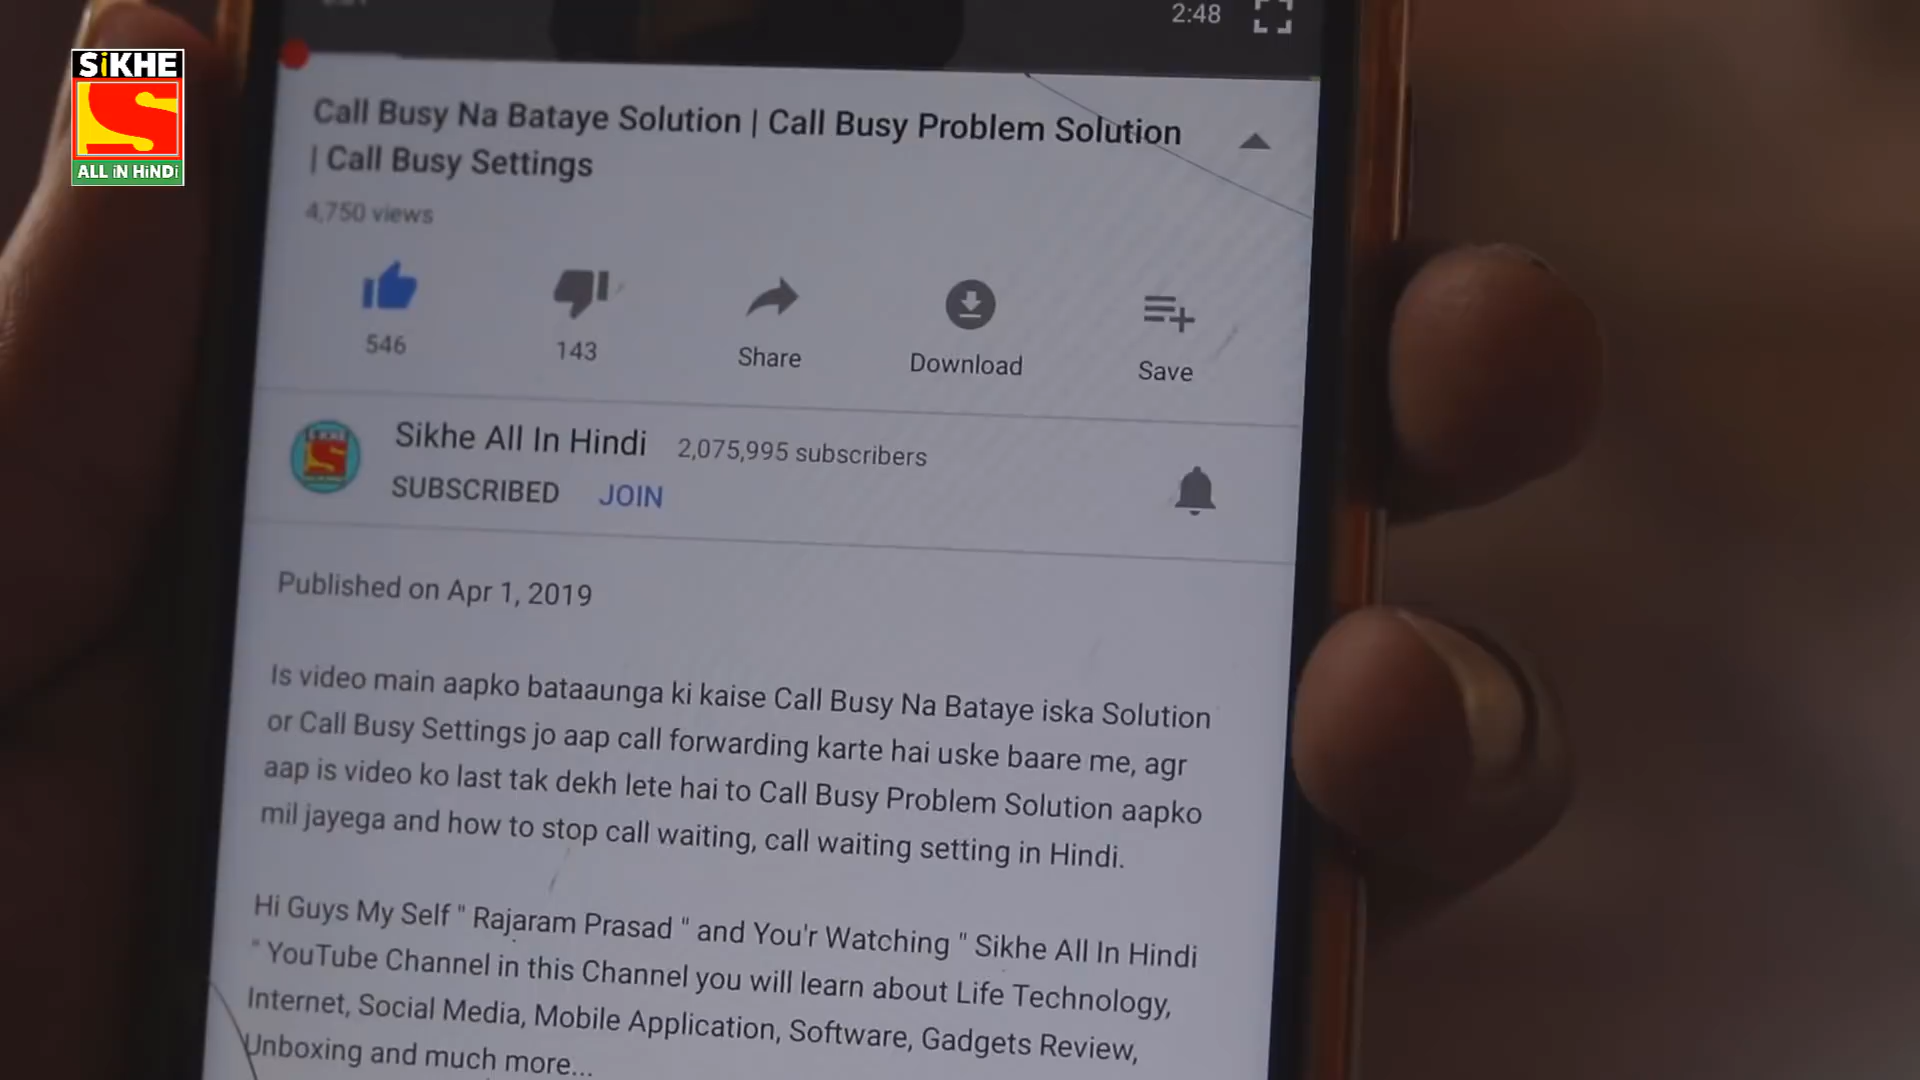 SiKHE
ALL iN HiNDi
2:48
Call Busy Na Bataye Solution | Call Busy Problem Solution
| Call Busy Settings
4,750 views
546
143
Share
Download
Save
Sikhe All In Hindi 2,075,995 subscribers
SUBSCRIBED JOIN
Published on Apr 1, 2019
Is video main aapko bataaunga ki kaise Call Busy Na Bataye iska Solution
or Call Busy Settings jo aap call forwarding karte hai uske baare me, agr
aap is video ko last tak dekh lete hai to Call Busy Problem Solution aapko
mil jayega and how to stop call waiting, call waiting setting in Hindi.
Hi Guys My Self " Rajaram Prasad " and You'r Watching " Sikhe All In Hindi
" YouTube Channel in this Channel you will learn about Life Technology,
Internet, Social Media, Mobile Application, Software, Gadgets Review,
Unboxing and much more...